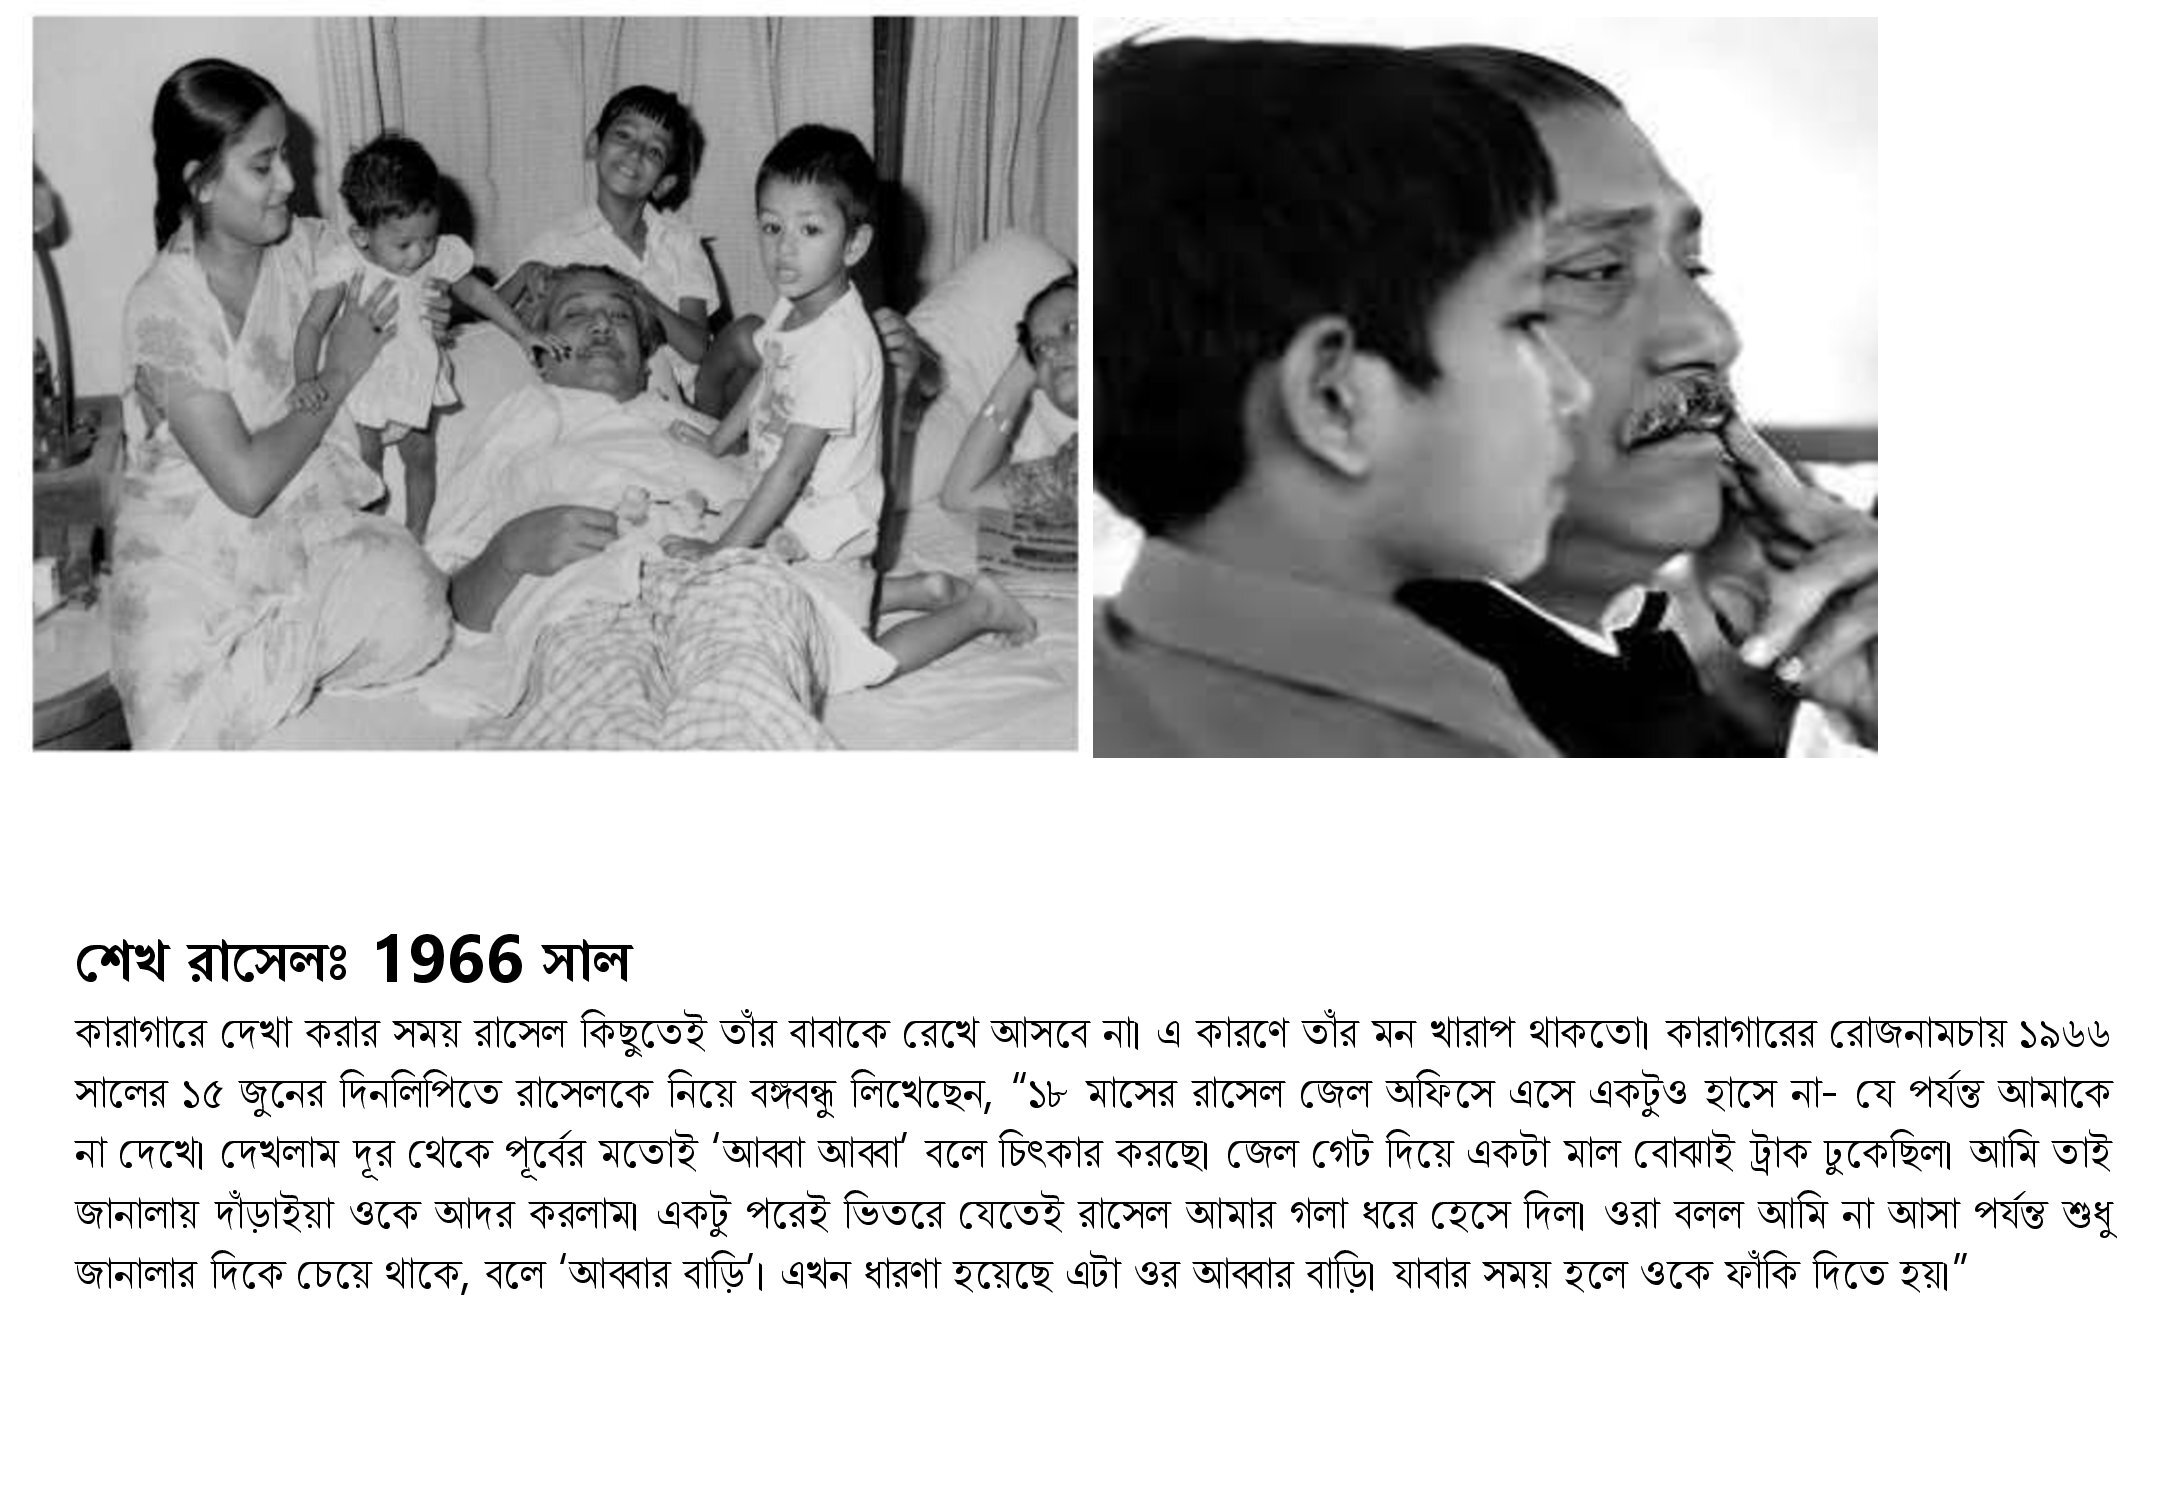 শেখ রাসেলঃ 1966 সাল
কারাগারে দেখা করার সময় রাসেল কিছুতেই তাঁর বাবাকে রেখে আসবে না। এ কারণে তাঁর মন খারাপ থাকতো। কারাগারের রোজনামচায় ১৯৬৬
সালের ১৫ জুনের দিনলিপিতে রাসেলকে নিয়ে বঙ্গবন্ধু লিখেছেন, “১৮ মাসের রাসেল জেল অফিসে এসে একটুও হাসে না- যে পর্যন্ত আমাকে
না দেখে। দেখলাম দূর থেকে পূর্বের মতোই ‘আব্বা আব্বা’ বলে চিৎকার করছে। জেল গেট দিয়ে একটা মাল বোঝাই ট্রাক ঢুকেছিল। আমি তাই
জানালায় দাঁড়াইয়া ওকে আদর করলাম। একটু পরেই ভিতরে যেতেই রাসেল আমার গলা ধরে হেসে দিল। ওরা বলল আমি না আসা পর্যন্ত শুধু
জানালার দিকে চেয়ে থাকে, বলে ‘আব্বার বাড়ি’। এখন ধারণা হয়েছে এটা ওর আব্বার বাড়ি। যাবার সময় হলে ওকে ফাঁকি দিতে হয়।”